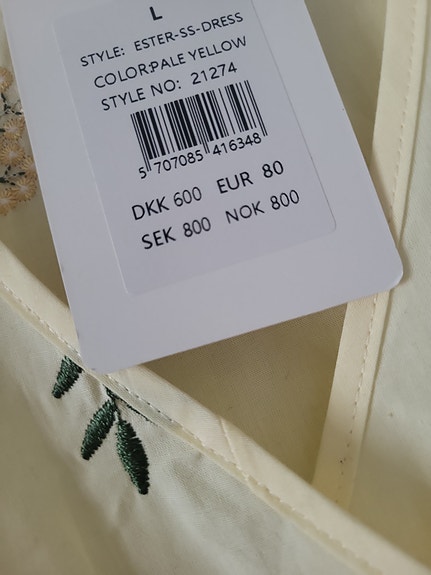 L
STYLE: ESTER-SS-DRESS
COLOR:PALE YELLOW
STYLE NO: 21274
5 707085 416348
DKK 600 EUR 80
SEK 800 NOK 800